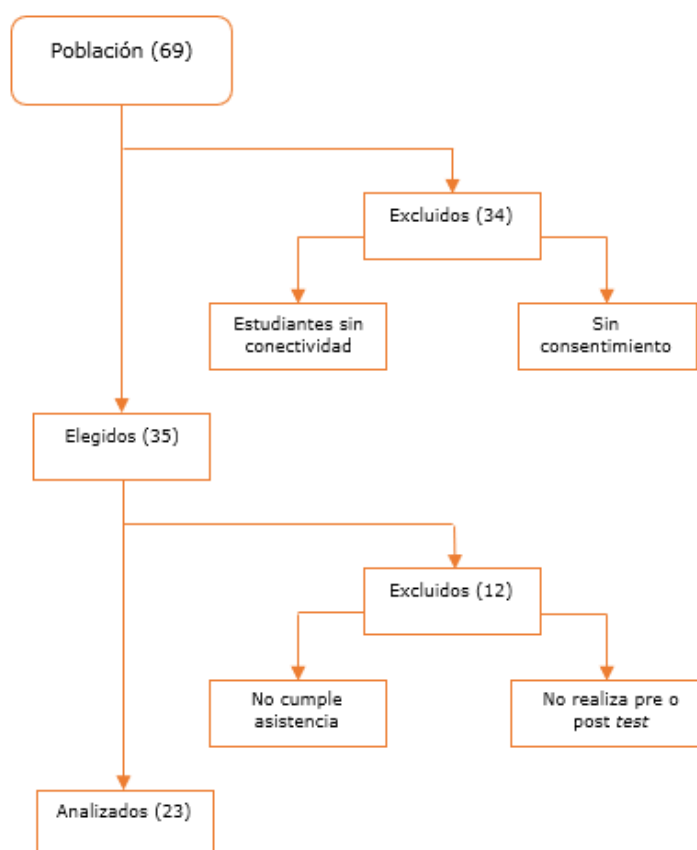 Población (69)
Excluidos (34)
Estudiantes sin
conectividad
Sin
consentimiento
Elegidos (35)
Excluidos (12)
No cumple
asistencia
No realiza pre o
post test
Analizados (23)